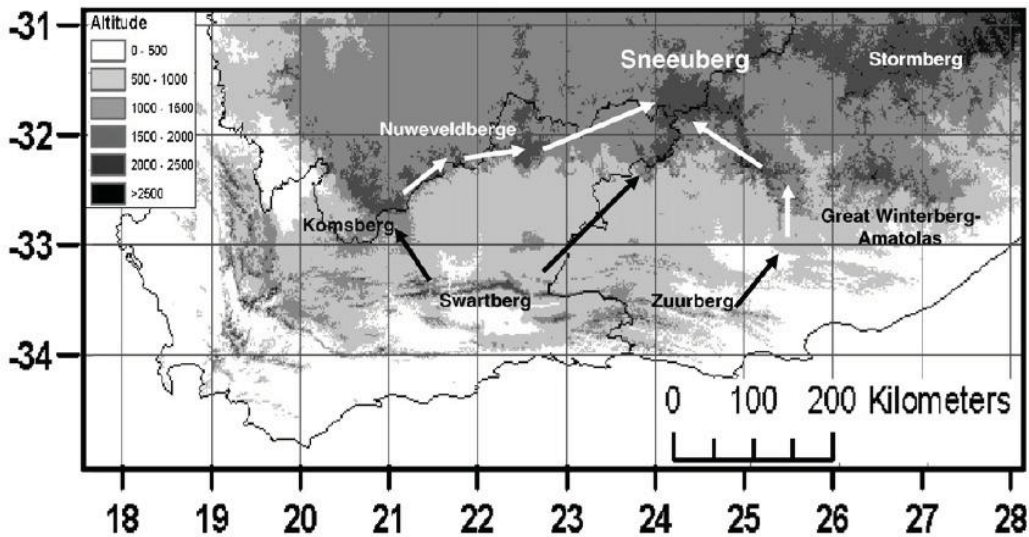 Altitude
0 - 500
500 - 1000
1000 - 1500
1500 - 2000
2000 - 2500
>2500
-31
-32
-33
-34
Sneeuberg
Stormberg
Nuweveldberge
Komsberg
Great Winterberg-
Amatolas
Swartberg
Zuurberg
0 100 200 Kilometers
18 19 20 21 22 23 24 25 26 27 28